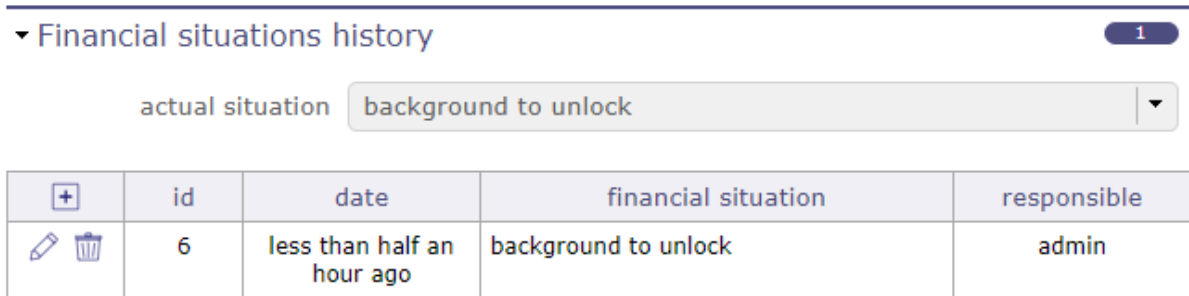 Financial situations history
1
actual situation
background to unlock
id date financial situation responsible
6 less than half an background to unlock admin
hour ago